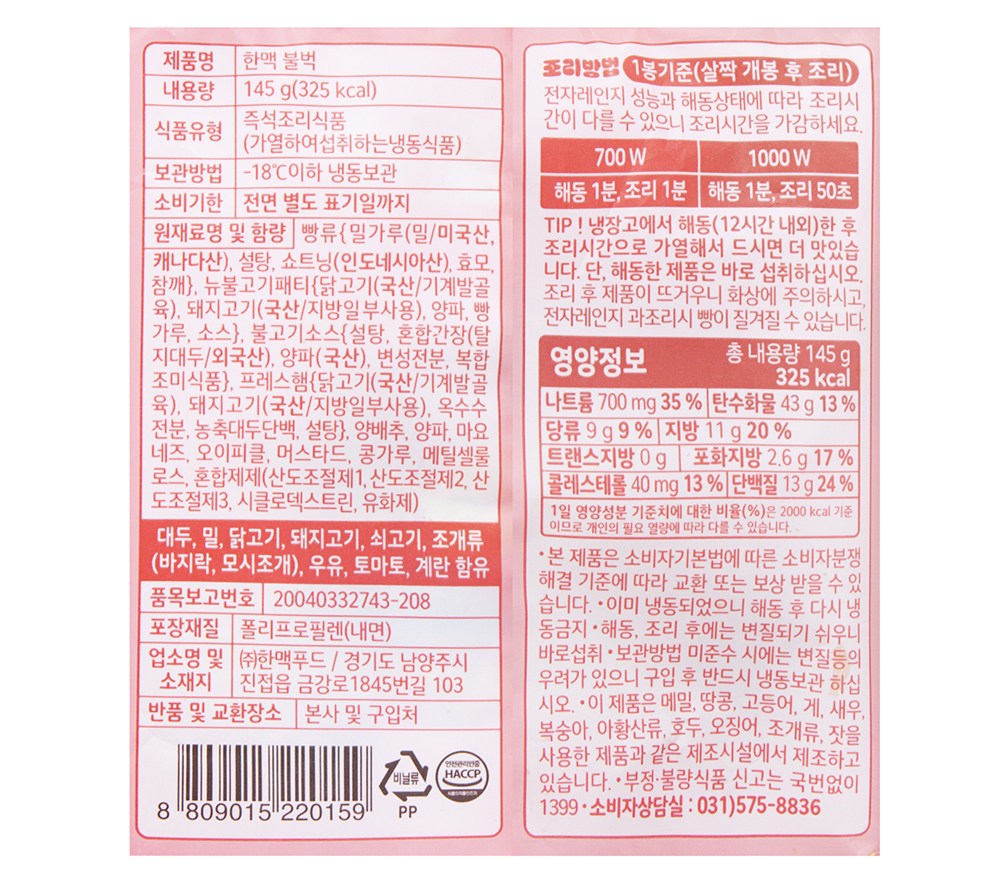 제품명 한맥 불벅
내용량 145 g(325 kcal)
식품유형 즉석조리식품
(가열하여섭취하는냉동식품)
보관방법 -18℃이하 냉동보관
소비기한 전면 별도 표기일까지
원재료명 및 함량 빵류{밀가루(밀/미국산,
캐나다산), 설탕, 쇼트닝(인도네시아산), 효모,
참깨}, 뉴불고기패티{닭고기(국산/기계발골
육), 돼지고기(국산/지방일부사용), 양파, 빵
가루, 소스}, 불고기소스{설탕, 혼합간장(탈
지대두/외국산), 양파(국산), 변성전분, 복합
조미식품}, 프레스햄{닭고기(국산/기계발골
육), 돼지고기(국산/지방일부사용), 옥수수
전분, 농축대두단백, 설탕}, 양배추, 양파, 마요
네즈, 오이피클, 머스타드, 콩가루, 메틸셀룰
로스, 혼합제제(산도조절제1, 산도조절제2, 산
도조절제3, 시클로덱스트린, 유화제)
대두, 밀, 닭고기, 돼지고기, 쇠고기, 조개류
(바지락, 모시조개), 우유, 토마토, 계란 함유
품목보고번호 20040332743-208
포장재질 폴리프로필렌(내면)
업소명 및 소재지 ㈜한맥푸드 / 경기도 남양주시
진접읍 금강로1845번길 103
반품 및 교환장소 본사 및 구입처
8 809015 220159
비닐류
PP
안전관리인증
HACCP
조리방법 1봉기준(살짝 개봉 후 조리)
전자레인지 성능과 해동상태에 따라 조리시
간이 다를 수 있으니 조리시간을 가감하세요.
700 W 1000 W
해동 1분, 조리 1분 해동 1분, 조리 50초
TIP ! 냉장고에서 해동(12시간 내외)한 후
조리시간으로 가열해서 드시면 더 맛있습
니다. 단, 해동한 제품은 바로 섭취하십시오.
조리 후 제품이 뜨거우니 화상에 주의하시고,
전자레인지 과조리시 빵이 질겨질 수 있습니다.
영양정보 총 내용량 145 g
325 kcal
나트륨 700 mg 35 % 탄수화물 43 g 13 %
당류 9 g 9 % 지방 11 g 20 %
트랜스지방 0 g 포화지방 2.6 g 17 %
콜레스테롤 40 mg 13 % 단백질 13 g 24 %
1일 영양성분 기준치에 대한 비율(%)은 2000 kcal 기준
이므로 개인의 필요 열량에 따라 다를 수 있습니다.
•본 제품은 소비자기본법에 따른 소비자분쟁
해결 기준에 따라 교환 또는 보상 받을 수 있
습니다. •이미 냉동되었으니 해동 후 다시 냉
동금지 •해동, 조리 후에는 변질되기 쉬우니
바로섭취 •보관방법 미준수 시에는 변질등의
우려가 있으니 구입 후 반드시 냉동보관 하십
시오. •이 제품은 메밀, 땅콩, 고등어, 게, 새우,
복숭아, 아황산류, 호두, 오징어, 조개류, 잣을
사용한 제품과 같은 제조시설에서 제조하고
있습니다. •부정·불량식품 신고는 국번없이
1399 •소비자상담실 : 031)575-8836